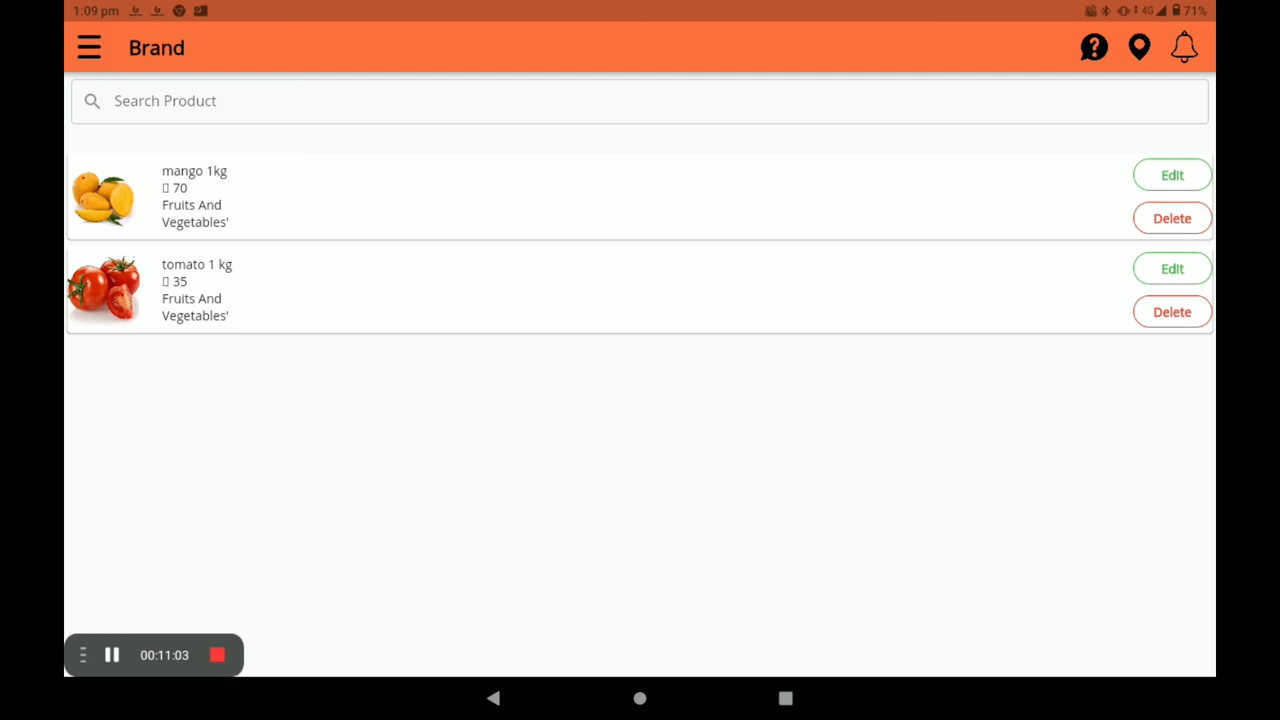 1:09 pm 4G 71%
Brand
Search Product
mango 1kg
▯ 70
Fruits And
Vegetables'
Edit
Delete
tomato 1 kg
▯ 35
Fruits And
Vegetables'
Edit
Delete
00:11:03